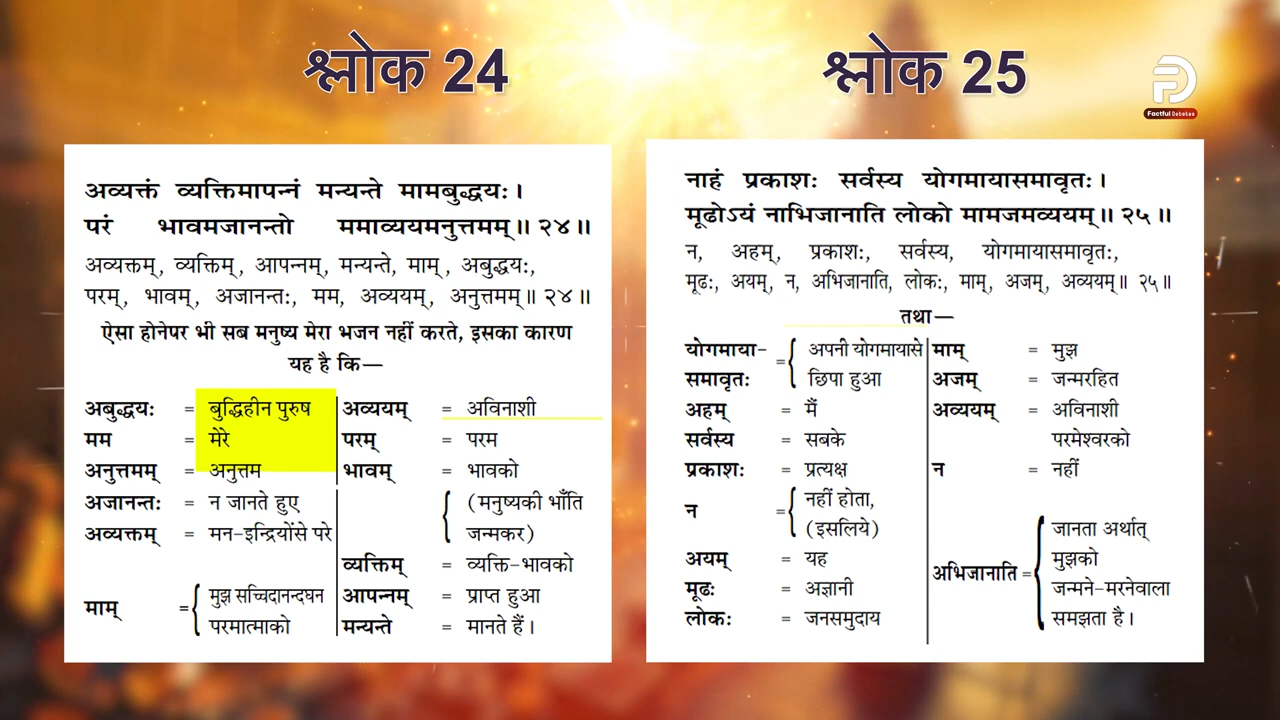 श्लोक 24
अव्यक्तं व्यक्तिमापन्नं मन्यन्ते मामबुद्धयः।
परं भावमजानन्तो ममाव्ययमनुत्तमम्॥ २४॥
अव्यक्तम्, व्यक्तिम्, आपन्नम्, मन्यन्ते, माम्, अबुद्धयः,
परम्, भावम्, अजानन्तः, मम, अव्ययम्, अनुत्तमम्॥ २४॥
ऐसा होनेपर भी सब मनुष्य मेरा भजन नहीं करते, इसका कारण
यह है कि—
अबुद्धयः = बुद्धिहीन पुरुष
मम = मेरे
अनुत्तमम् = अनुत्तम
अजानन्तः = न जानते हुए
अव्यक्तम् = मन-इन्द्रियोंसे परे
माम् = { मुझ सच्चिदानन्दघन
परमात्माको
अव्ययम् = अविनाशी
परम् = परम
भावम् = भावको
{ (मनुष्यकी भाँति
जन्मकर)
व्यक्तिम् = व्यक्ति-भावको
आपन्नम् = प्राप्त हुआ
मन्यन्ते = मानते हैं।
श्लोक 25
नाहं प्रकाशः सर्वस्य योगमायासमावृतः।
मूढोऽयं नाभिजानाति लोको मामजमव्ययम्॥ २५॥
न, अहम्, प्रकाशः, सर्वस्य, योगमायासमावृतः,
मूढः, अयम्, न, अभिजानाति, लोकः, माम्, अजम्, अव्ययम्॥ २५॥
तथा—
योगमाया- = { अपनी योगमायासे
समावृतः छिपा हुआ
अहम् = मैं
सर्वस्य = सबके
प्रकाशः = प्रत्यक्ष
न = { नहीं होता,
(इसलिये)
अयम् = यह
मूढः = अज्ञानी
लोकः = जनसमुदाय
माम् = मुझ
अजम् = जन्मरहित
अव्ययम् = अविनाशी
परमेश्वरको
न = नहीं
अभिजानाति = { जानता अर्थात्
मुझको
जन्मने-मरनेवाला
समझता है।
Factful Debates